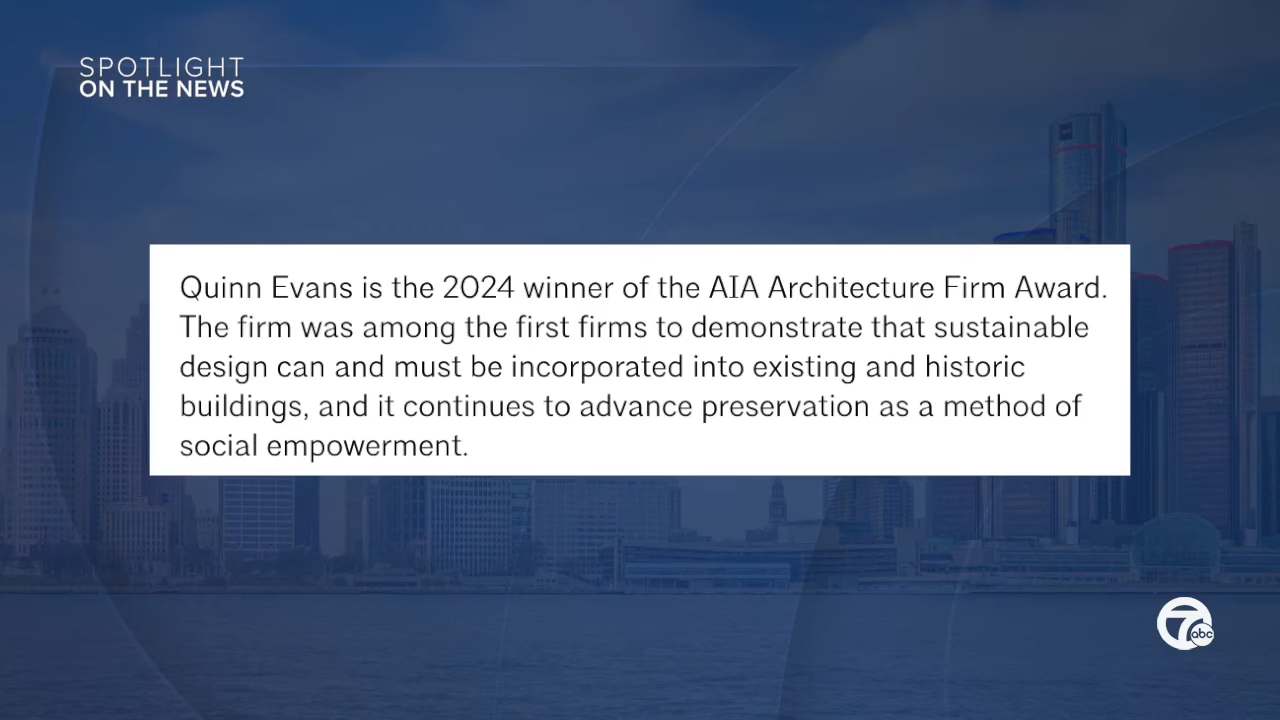 SPOTLIGHT
ON THE NEWS
Quinn Evans is the 2024 winner of the AIA Architecture Firm Award.
The firm was among the first firms to demonstrate that sustainable
design can and must be incorporated into existing and historic
buildings, and it continues to advance preservation as a method of
social empowerment.
7
abc